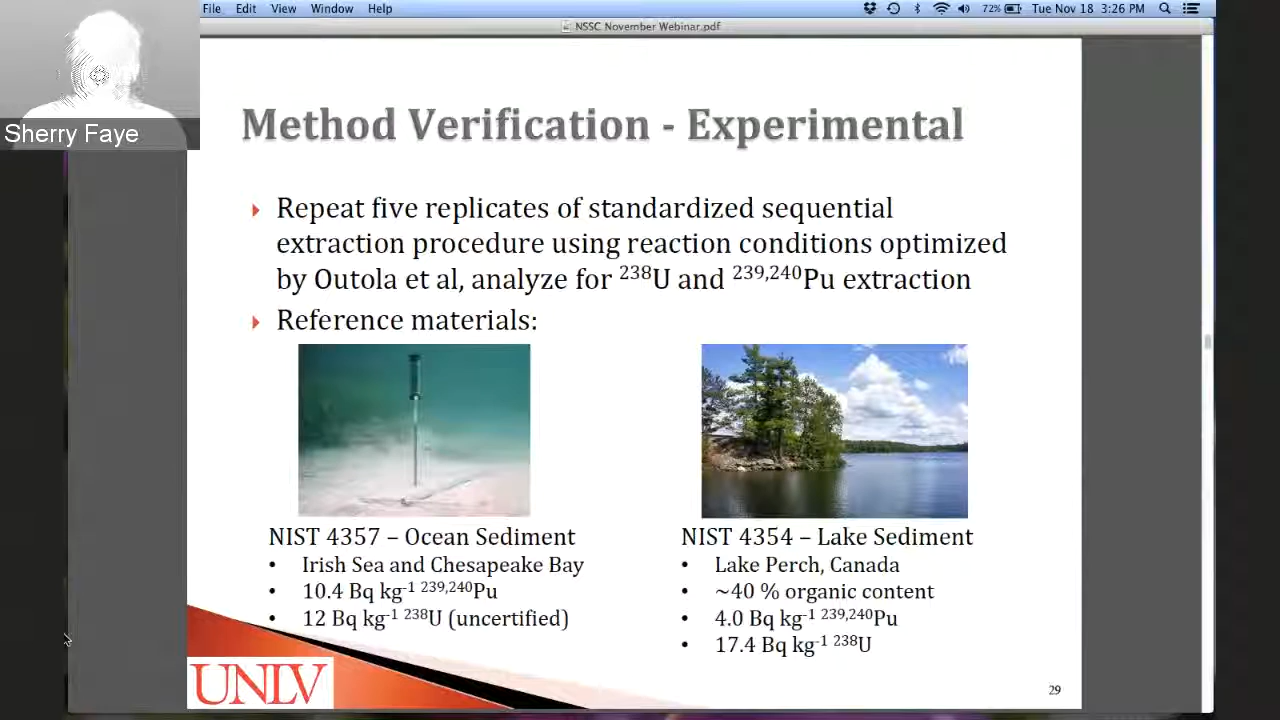 File Edit View Window Help 72% Tue Nov 18 3:26 PM
NSSC November Webinar.pdf
Sherry Faye
Method Verification - Experimental
Repeat five replicates of standardized sequential
extraction procedure using reaction conditions optimized
by Outola et al, analyze for ²³⁸U and ²³⁹,²⁴⁰Pu extraction
Reference materials:
NIST 4357 – Ocean Sediment
• Irish Sea and Chesapeake Bay
• 10.4 Bq kg⁻¹ ²³⁹,²⁴⁰Pu
• 12 Bq kg⁻¹ ²³⁸U (uncertified)
NIST 4354 – Lake Sediment
• Lake Perch, Canada
• ~40 % organic content
• 4.0 Bq kg⁻¹ ²³⁹,²⁴⁰Pu
• 17.4 Bq kg⁻¹ ²³⁸U
UNLV
29